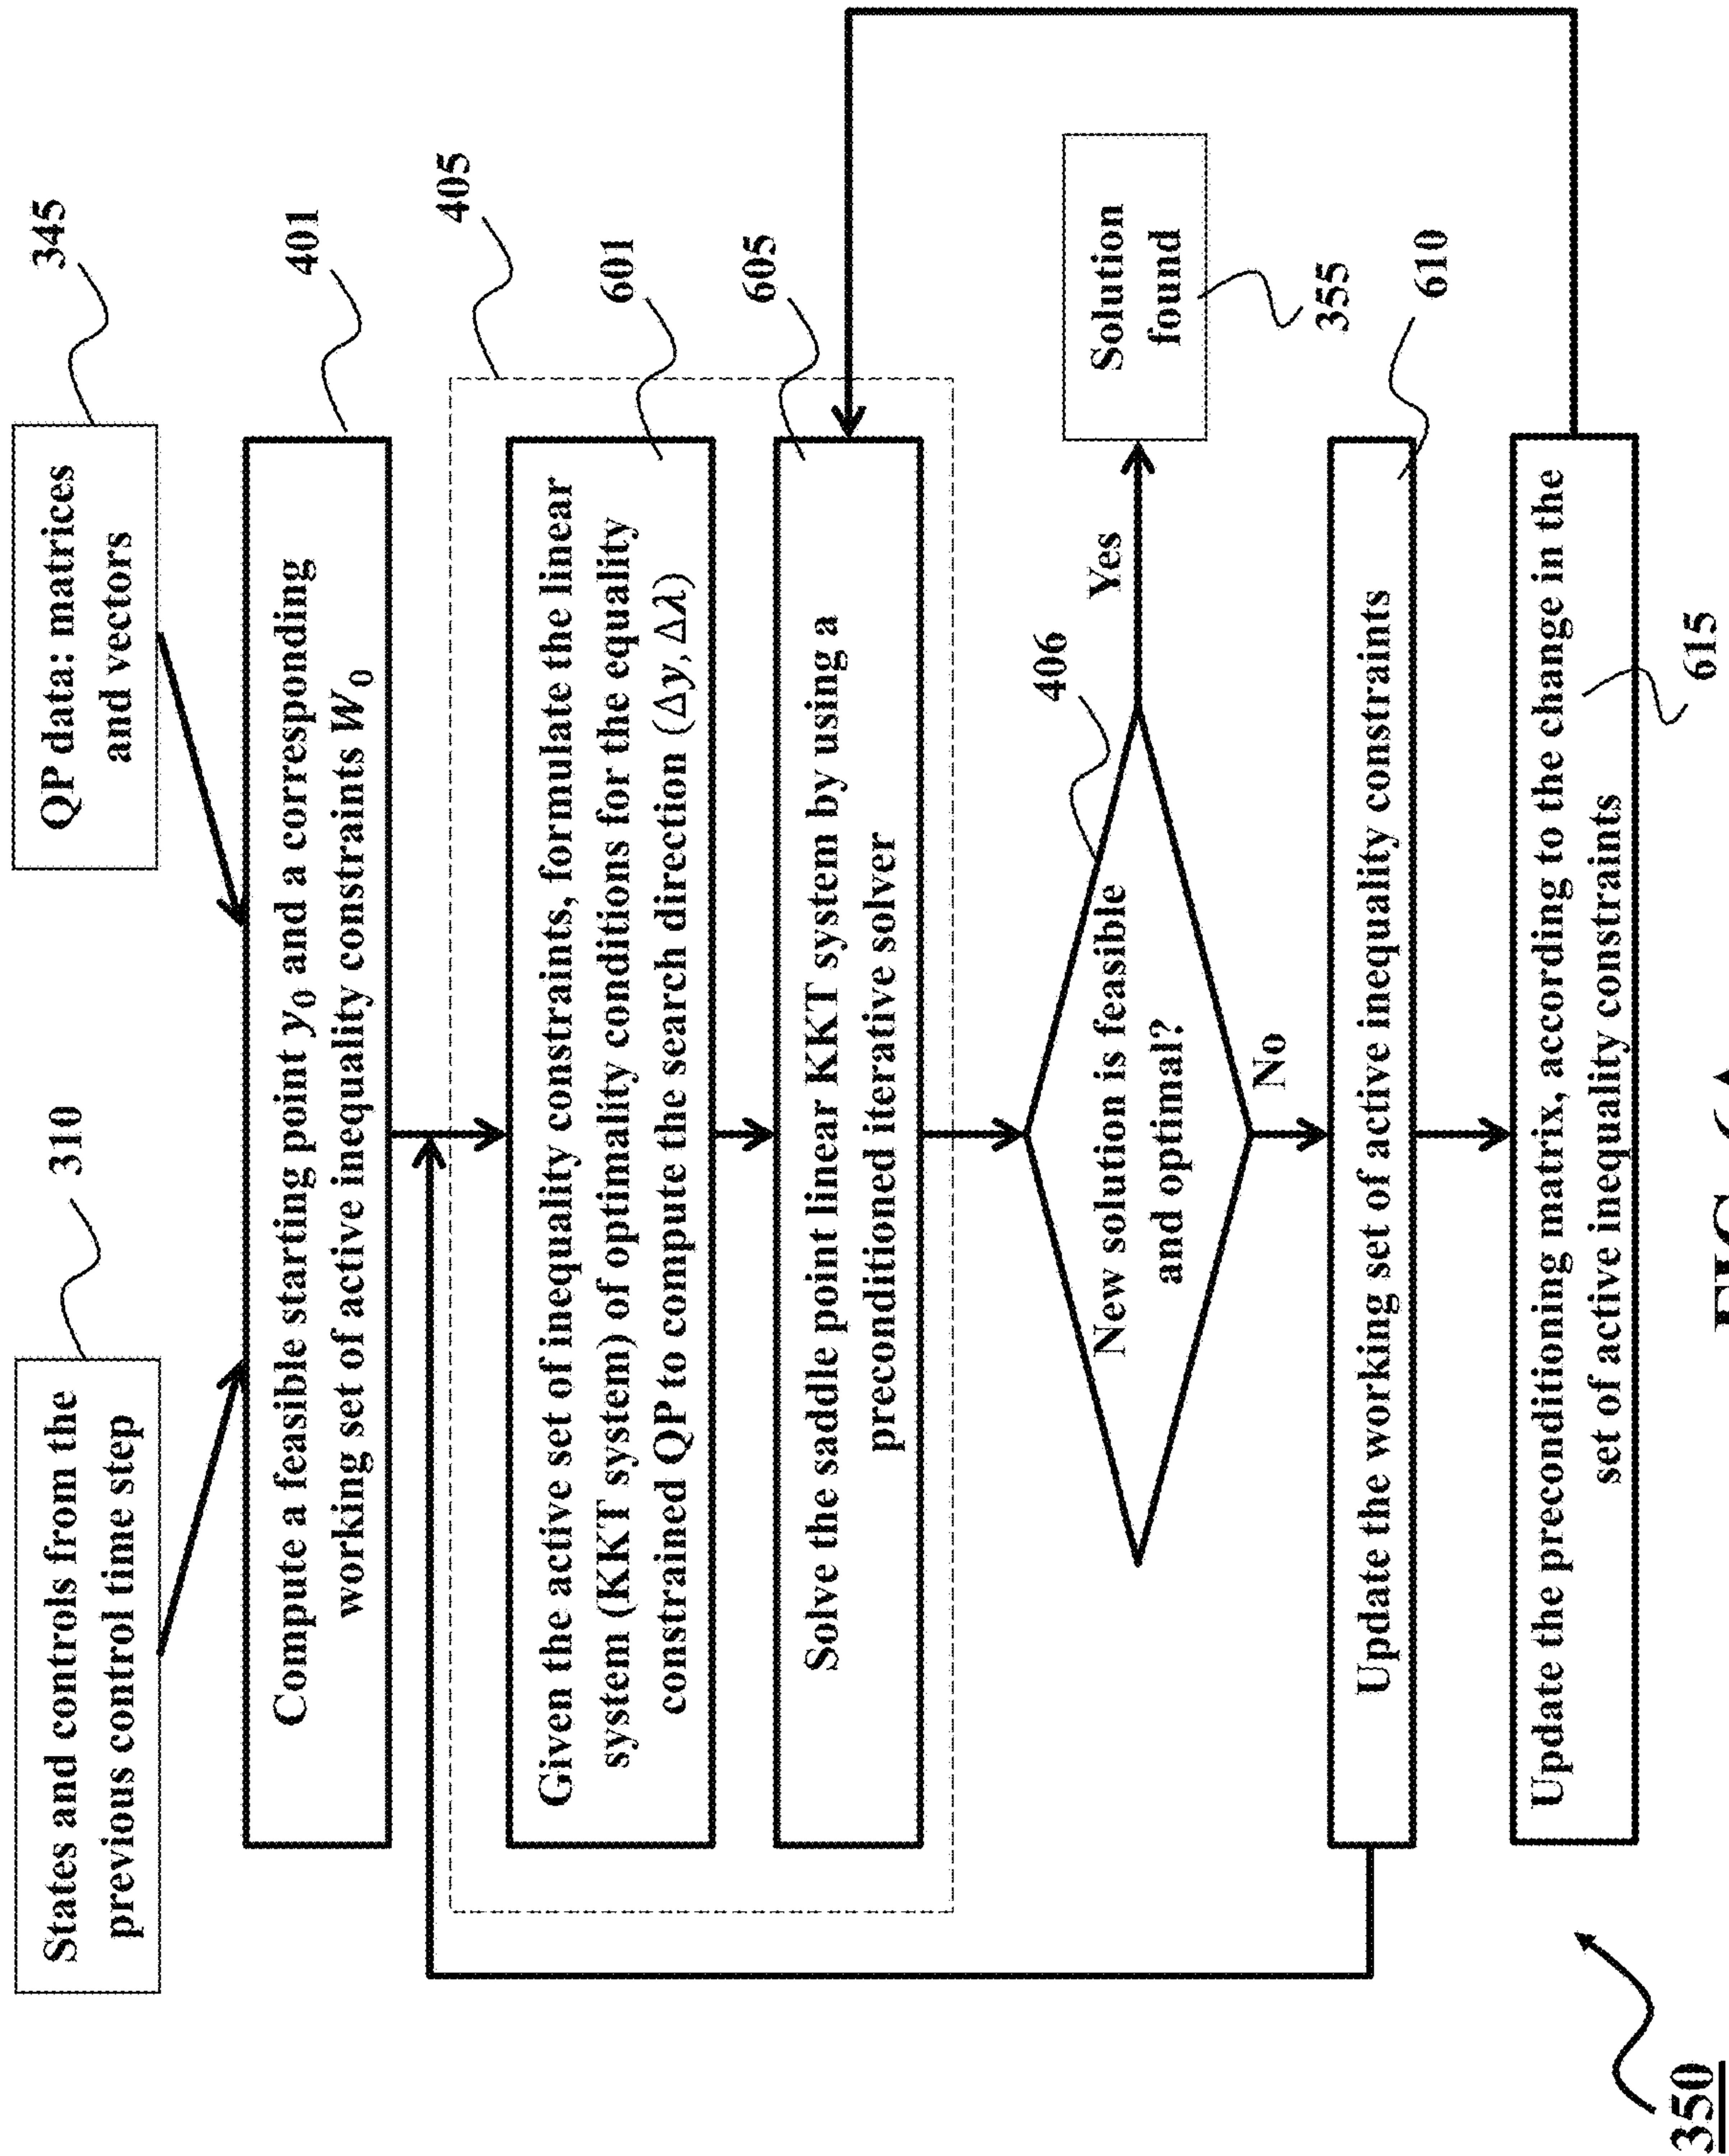 States and controls from the
previous control time step
310
QP data: matrices
and vectors
345
Compute a feasible starting point y₀ and a corresponding
working set of active inequality constraints W₀
401
405
Given the active set of inequality constraints, formulate the linear
system (KKT system) of optimality conditions for the equality
constrained QP to compute the search direction (Δy, Δλ)
601
Solve the saddle point linear KKT system by using a
preconditioned iterative solver
605
New solution is feasible
and optimal?
406
Yes
Solution
found
355
No
Update the working set of active inequality constraints
610
Update the preconditioning matrix, according to the change in the
set of active inequality constraints
615
350